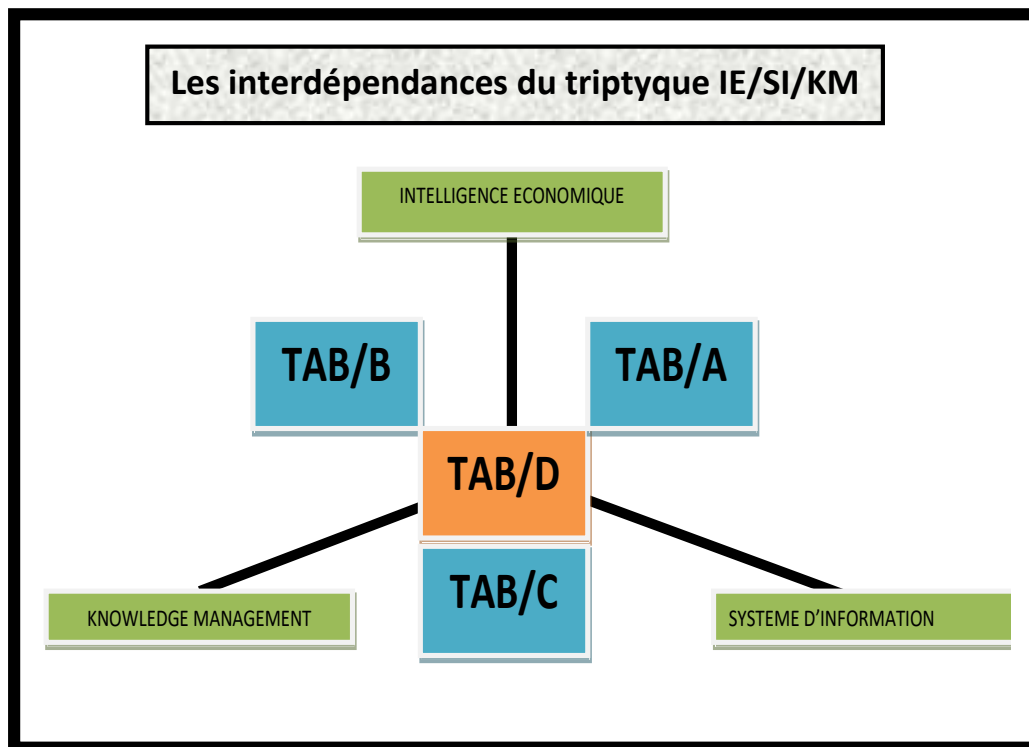 Les interdépendances du triptyque IE/SI/KM
INTELLIGENCE ECONOMIQUE
TAB/B
TAB/A
TAB/D
TAB/C
KNOWLEDGE MANAGEMENT
SYSTEME D'INFORMATION